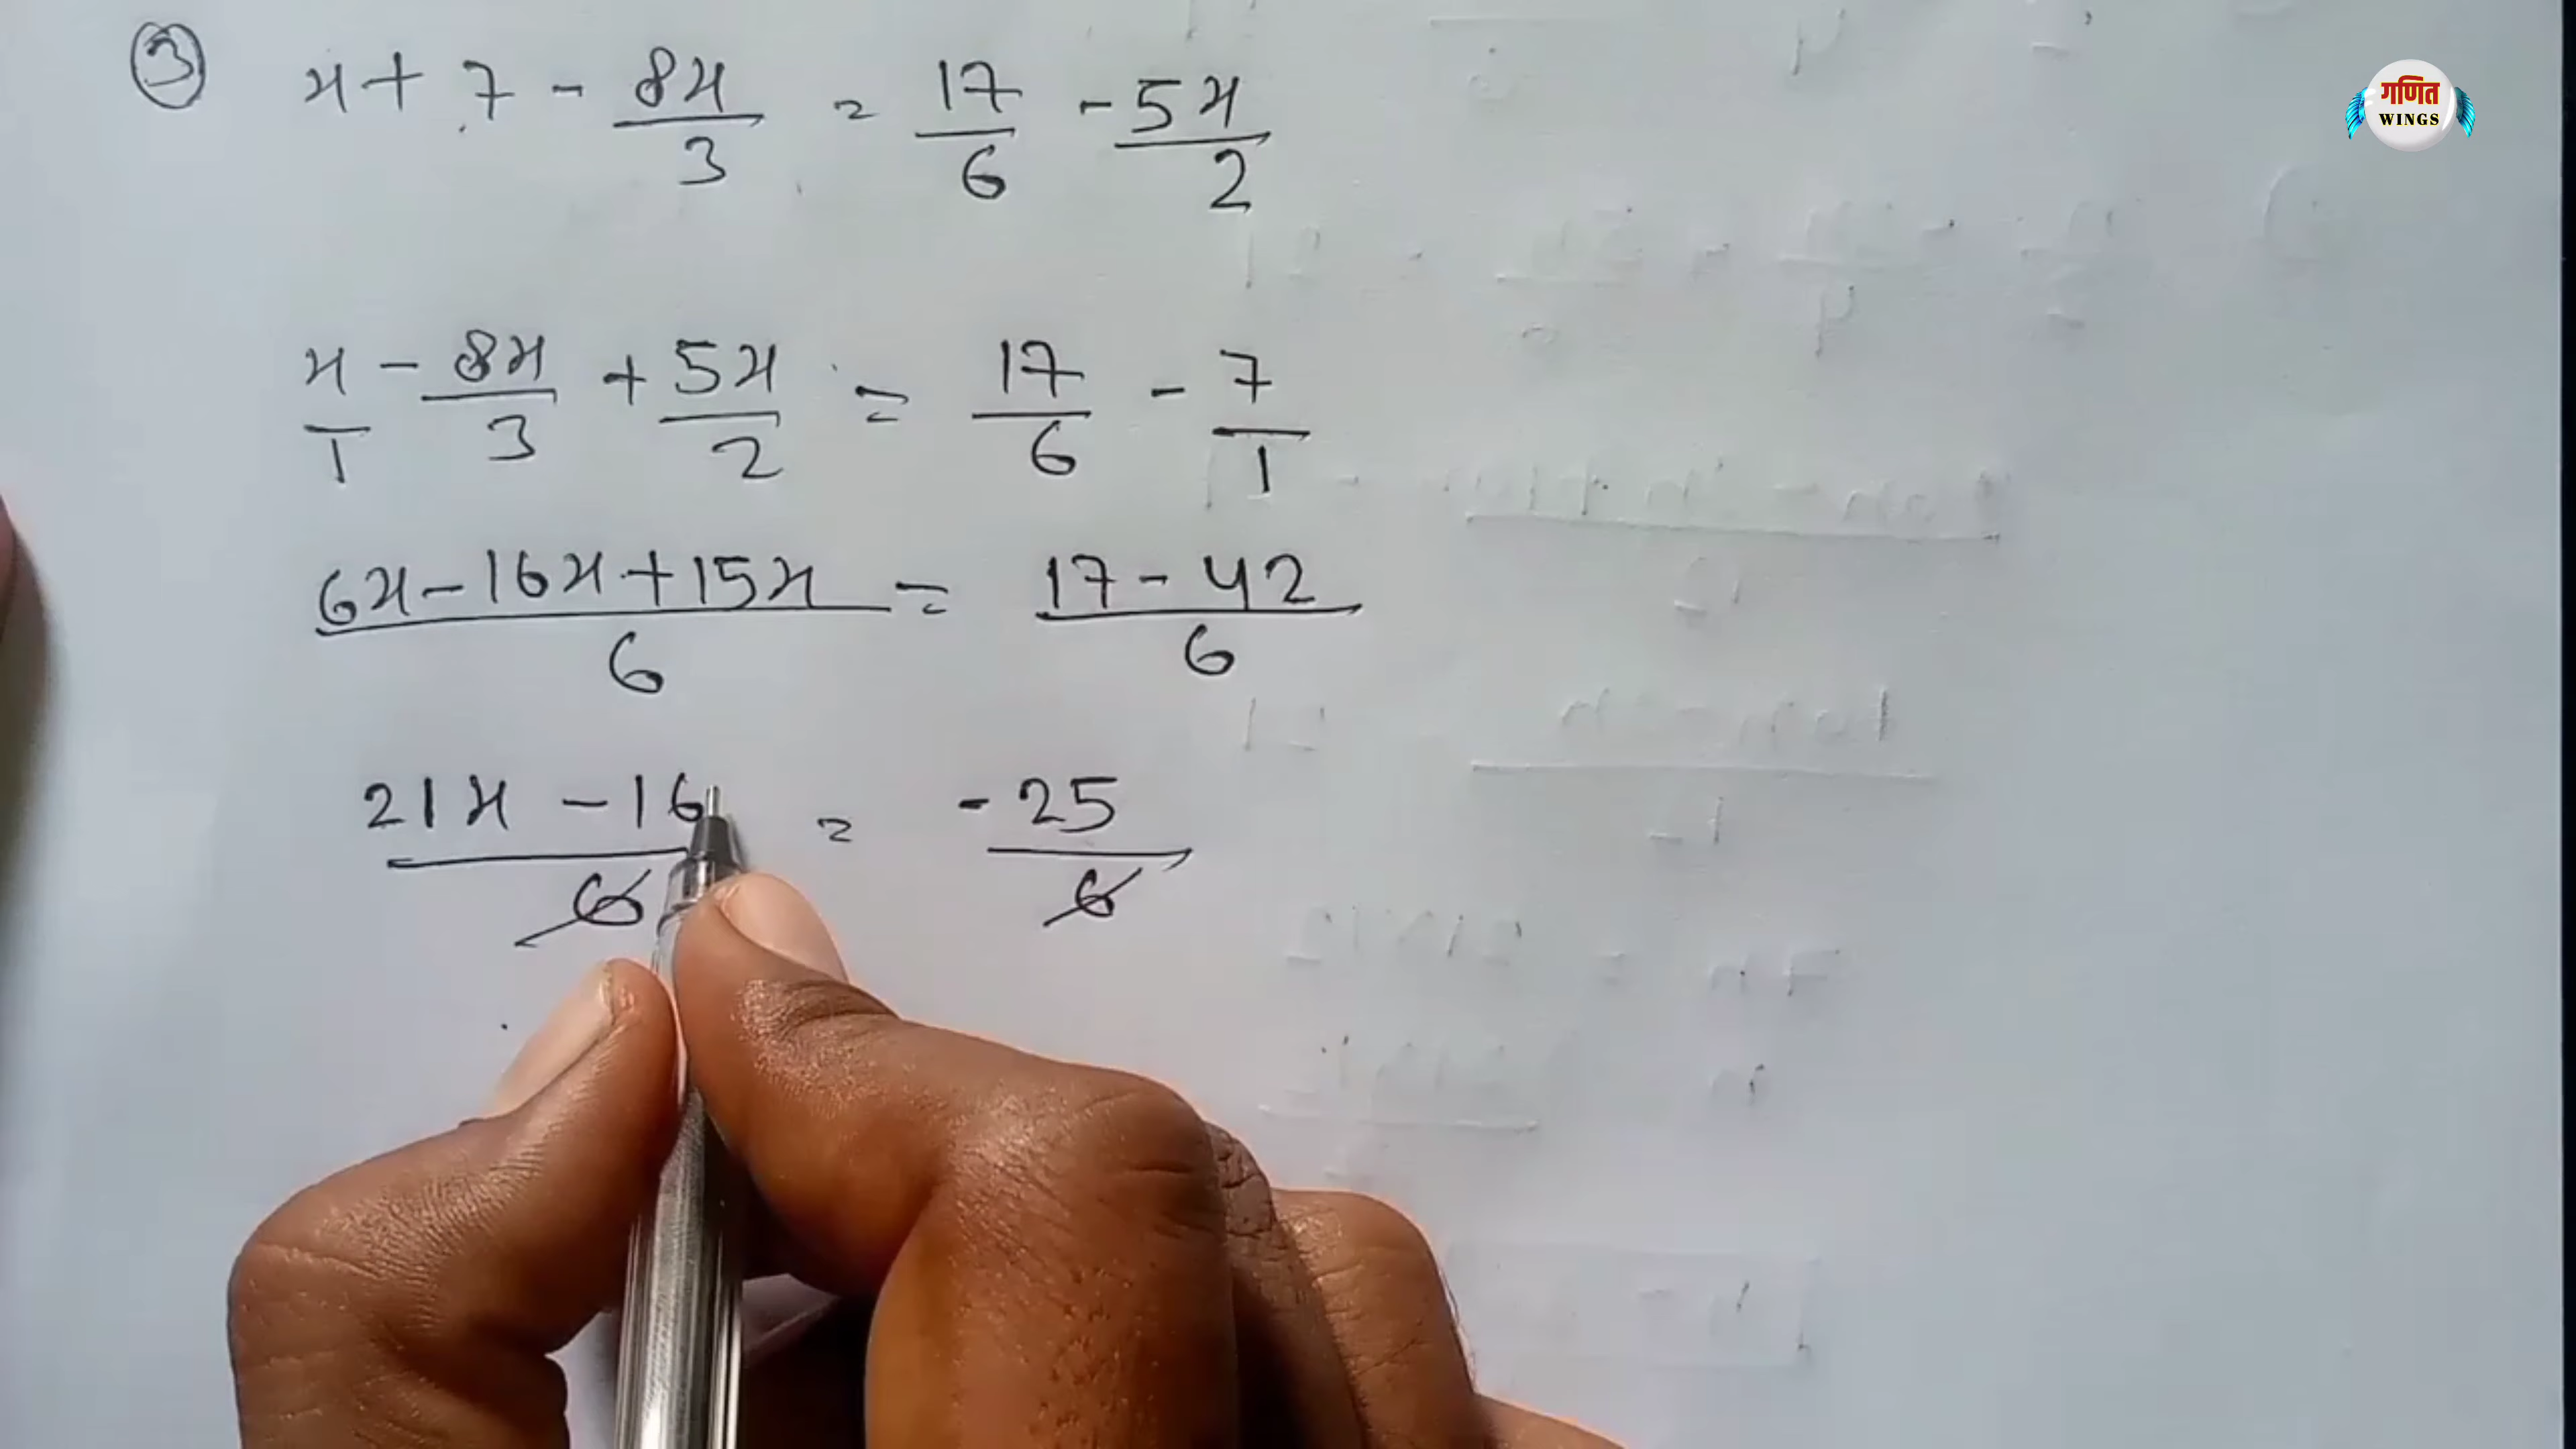 ③ x + 7 - 8x/3 = 17/6 - 5x/2
गणित
WINGS
x/1 - 8x/3 + 5x/2 = 17/6 - 7/1
6x - 16x + 15x / 6 = 17 - 42 / 6
21x - 16 / 6 = -25 / 6